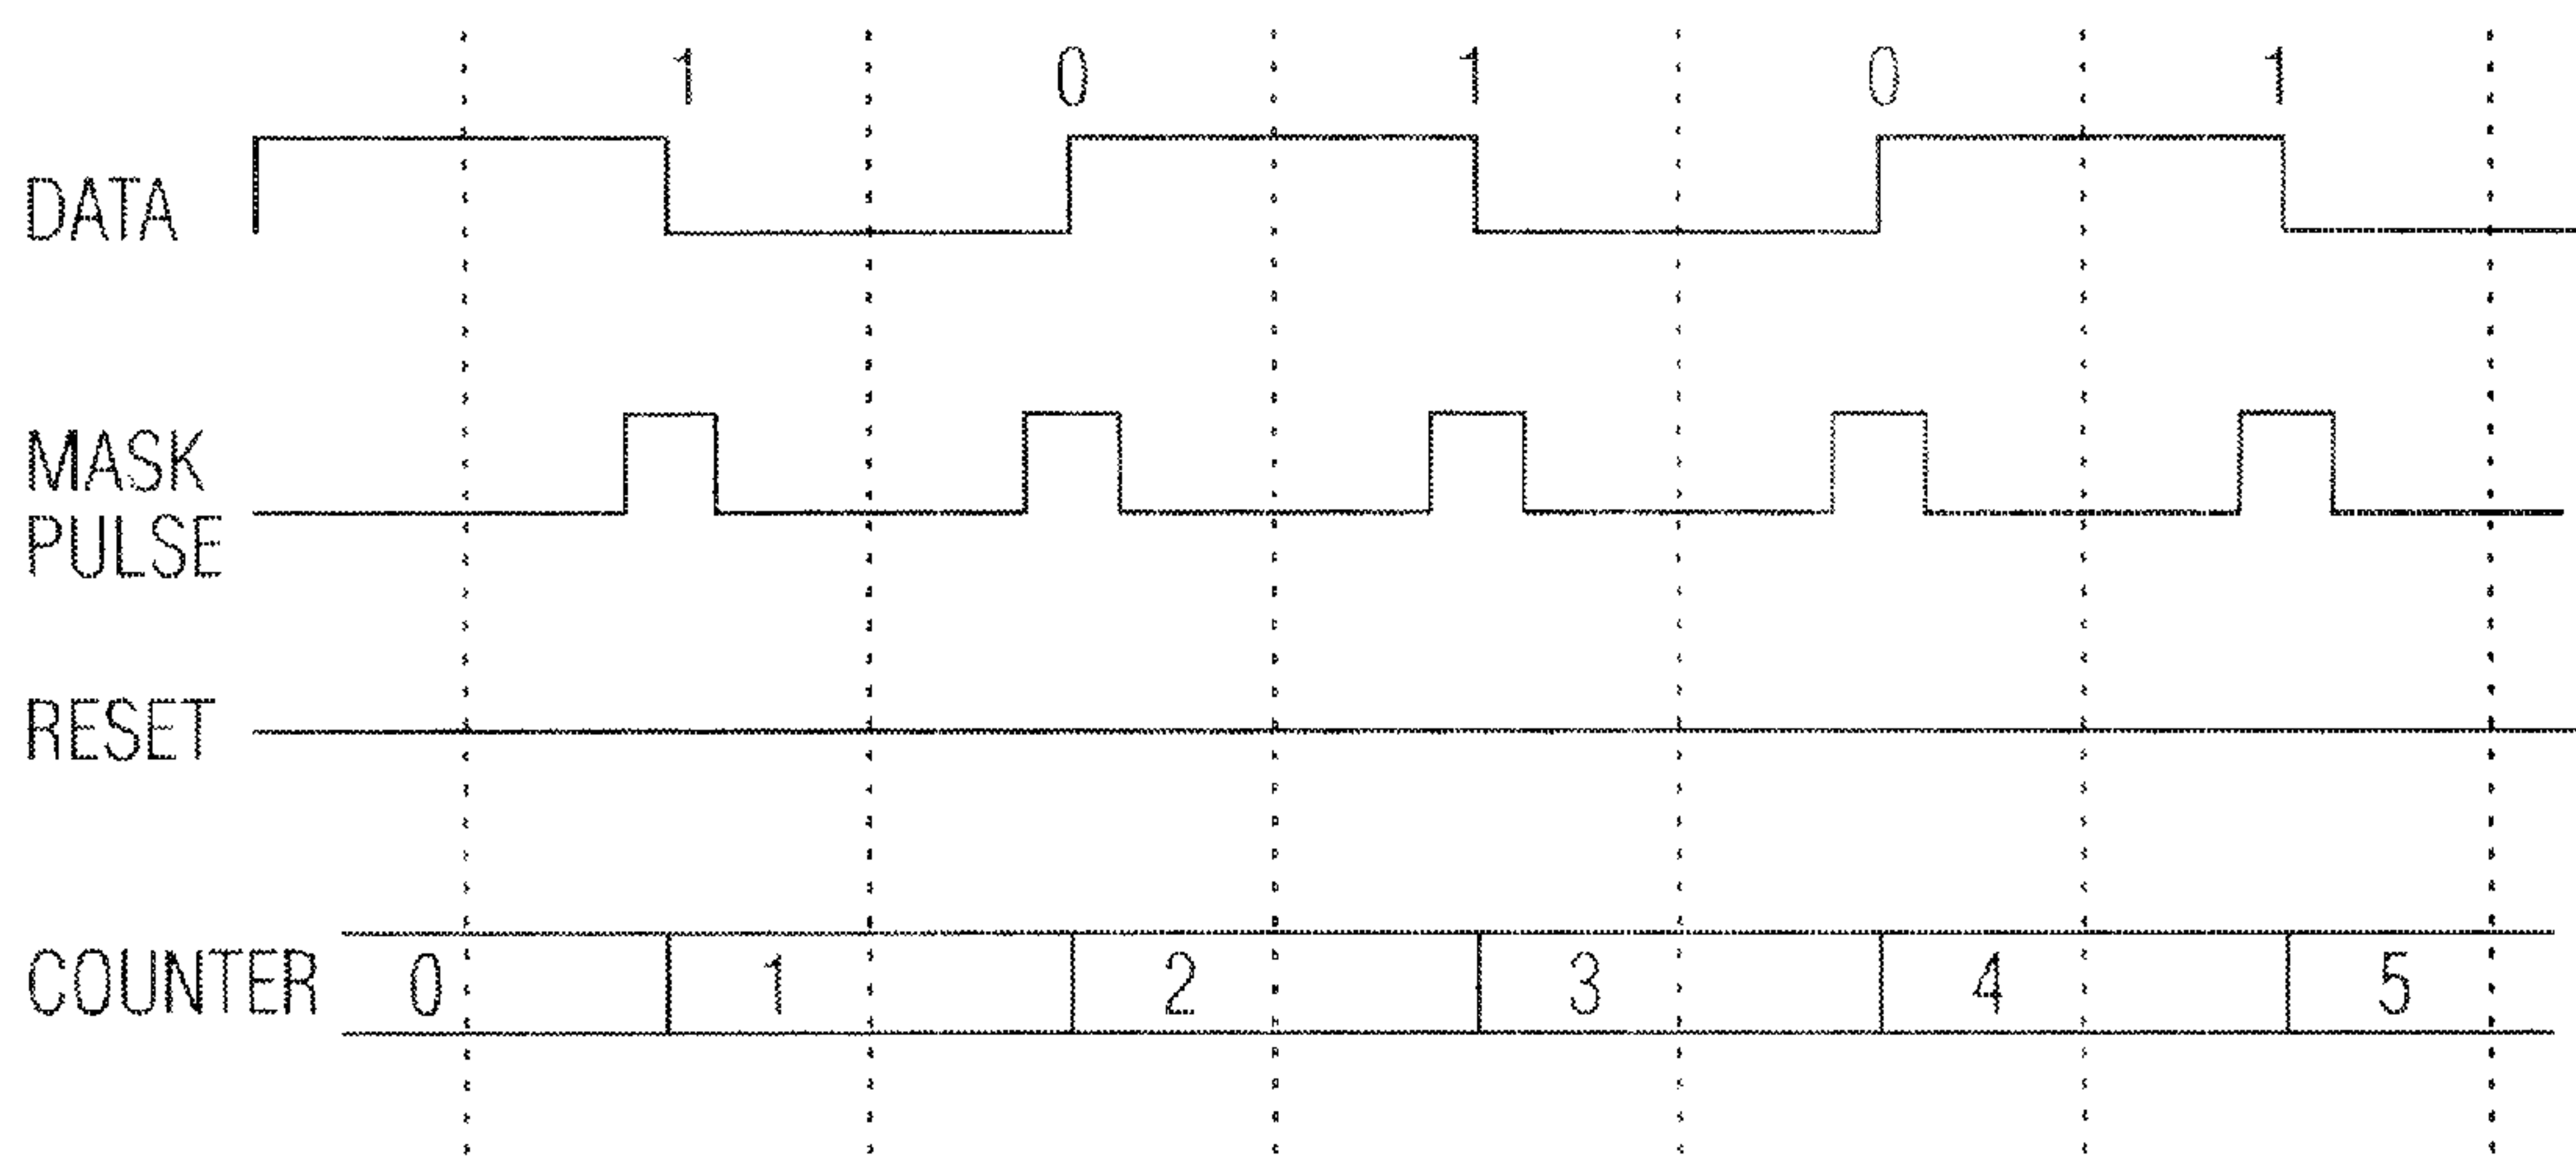 1 0 1 0 1
DATA
MASK
PULSE
RESET
COUNTER 0 1 2 3 4 5